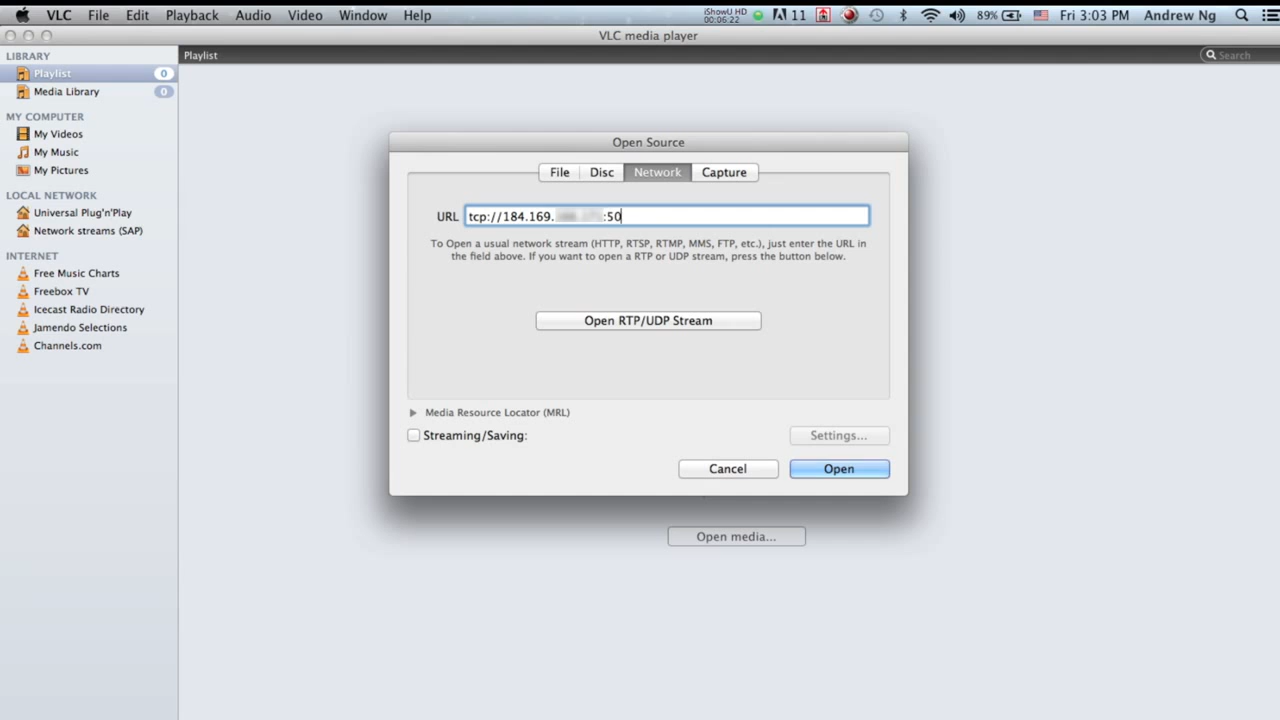 VLC File Edit Playback Audio Video Window Help iShowU HD 00:06:22 11 89% Fri 3:03 PM Andrew Ng
VLC media player
LIBRARY
Playlist 0
Media Library 0
MY COMPUTER
My Videos
My Music
My Pictures
LOCAL NETWORK
Universal Plug'n'Play
Network streams (SAP)
INTERNET
Free Music Charts
Freebox TV
Icecast Radio Directory
Jamendo Selections
Channels.com
Playlist Search
Open Source
File Disc Network Capture
URL tcp://184.169. :50
To Open a usual network stream (HTTP, RTSP, RTMP, MMS, FTP, etc.), just enter the URL in
the field above. If you want to open a RTP or UDP stream, press the button below.
Open RTP/UDP Stream
Media Resource Locator (MRL)
Streaming/Saving: Settings...
Cancel Open
Open media...